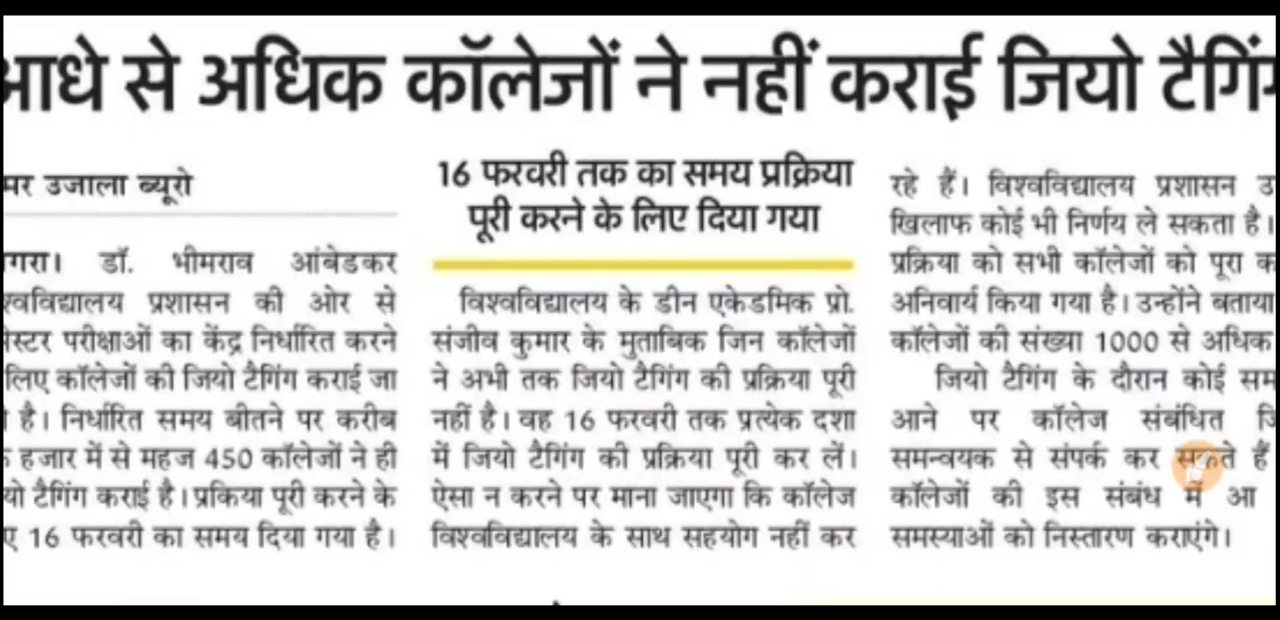 आधे से अधिक कॉलेजों ने नहीं कराई जियो टैगिंग
मर उजाला ब्यूरो
गरा। डॉ. भीमराव आंबेडकर
श्वविद्यालय प्रशासन की ओर से
मेस्टर परीक्षाओं का केंद्र निर्धारित करने
लिए कॉलेजों की जियो टैगिंग कराई जा
है। निर्धारित समय बीतने पर करीब
हजार में से महज 450 कॉलेजों ने ही
यो टैगिंग कराई है। प्रकिया पूरी करने के
ए 16 फरवरी का समय दिया गया है।
16 फरवरी तक का समय प्रक्रिया
पूरी करने के लिए दिया गया
विश्वविद्यालय के डीन एकेडमिक प्रो.
संजीव कुमार के मुताबिक जिन कॉलेजों
ने अभी तक जियो टैगिंग की प्रक्रिया पूरी
नहीं है। वह 16 फरवरी तक प्रत्येक दशा
में जियो टैगिंग की प्रक्रिया पूरी कर लें।
ऐसा न करने पर माना जाएगा कि कॉलेज
विश्वविद्यालय के साथ सहयोग नहीं कर
रहे हैं। विश्वविद्यालय प्रशासन उ
खिलाफ कोई भी निर्णय ले सकता है।
प्रक्रिया को सभी कॉलेजों को पूरा क
अनिवार्य किया गया है। उन्होंने बताया
कॉलेजों की संख्या 1000 से अधिक
जियो टैगिंग के दौरान कोई सम
आने पर कॉलेज संबंधित जि
समन्वयक से संपर्क कर सकते हैं
कॉलेजों की इस संबंध में आ
समस्याओं को निस्तारण कराएंगे।